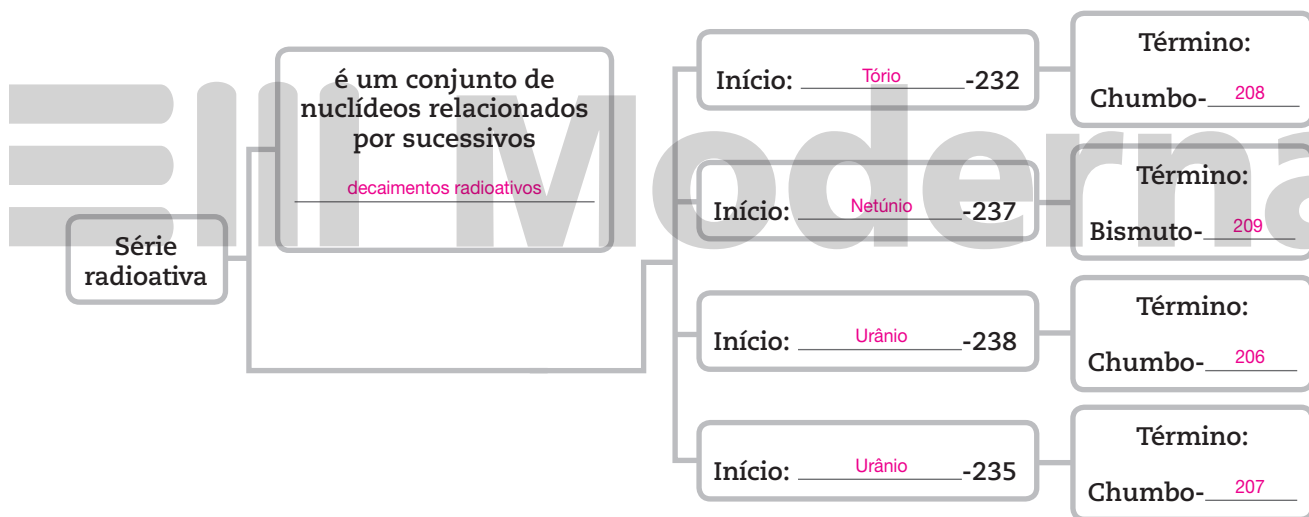 Série
radioativa
é um conjunto de
nuclídeos relacionados
por sucessivos
decaimentos radioativos
Início: Tório-232
Término:
Chumbo-208
Início: Netúnio-237
Término:
Bismuto-209
Início: Urânio-238
Término:
Chumbo-206
Início: Urânio-235
Término:
Chumbo-207
Moderna